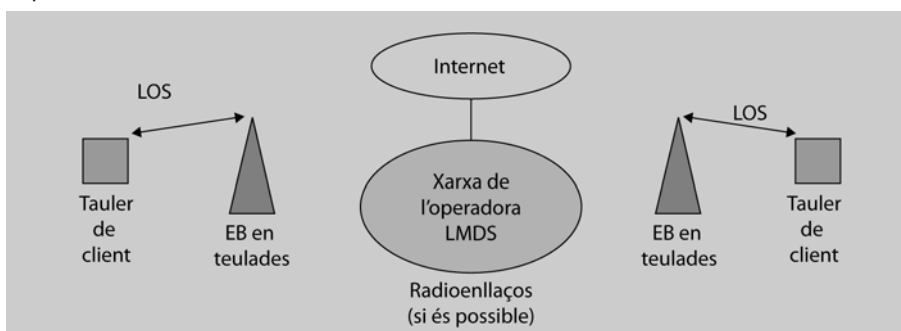 Internet
LOS
LOS
Xarxa de
l'operadora
LMDS
Tauler
de
client
EB en
teulades
EB en
teulades
Tauler
de
client
Radioenllaços
(si és possible)